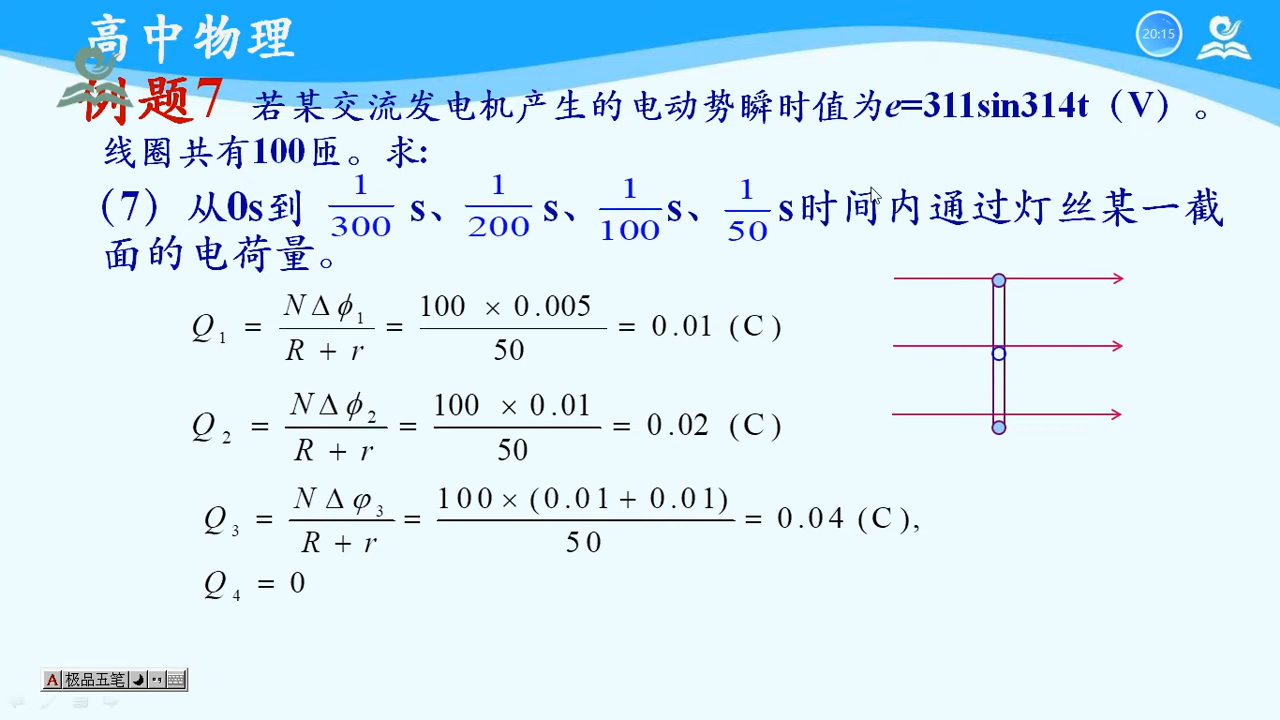 高中物理
20:15
例题7 若某交流发电机产生的电动势瞬时值为e=311sin314t（V）。
线圈共有100匝。求:
（7）从0s到 1/300 s、 1/200 s、 1/100 s、 1/50 s时间内通过灯丝某一截
面的电荷量。
Q₁ = NΔϕ₁/(R + r) = (100 × 0.005)/50 = 0.01 (C)
Q₂ = NΔϕ₂/(R + r) = (100 × 0.01)/50 = 0.02 (C)
Q₃ = NΔφ₃/(R + r) = (100×(0.01+0.01))/50 = 0.04 (C),
Q₄ = 0
A 极品五笔